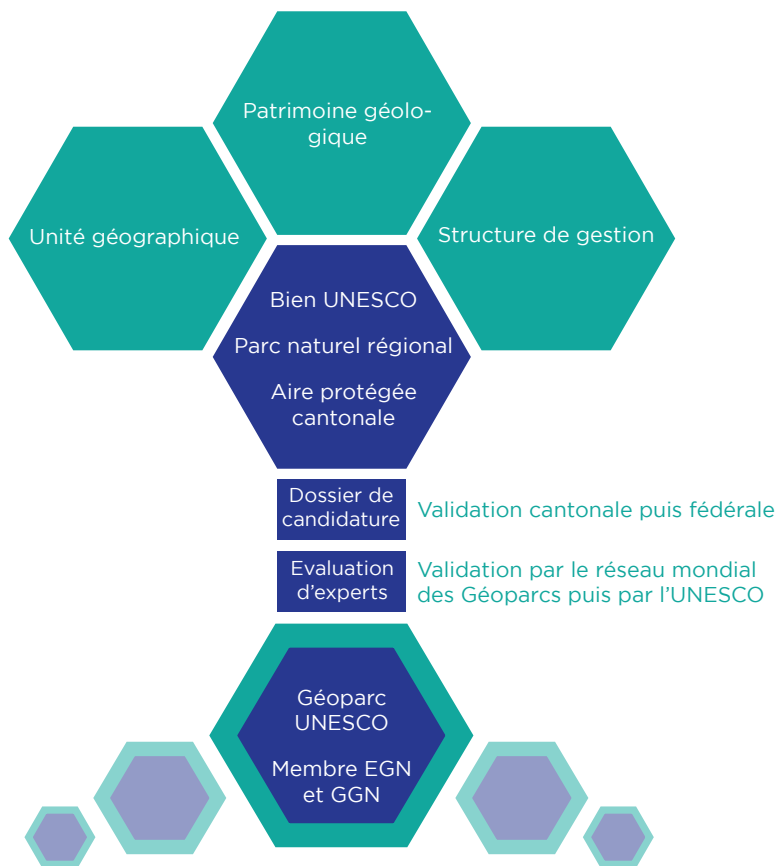 Patrimoine géolo-
gique
Unité géographique
Structure de gestion
Bien UNESCO
Parc naturel régional
Aire protégée
cantonale
Dossier de
candidature
Validation cantonale puis fédérale
Evaluation
d’experts
Validation par le réseau mondial
des Géoparcs puis par l’UNESCO
Géoparc
UNESCO
Membre EGN
et GGN